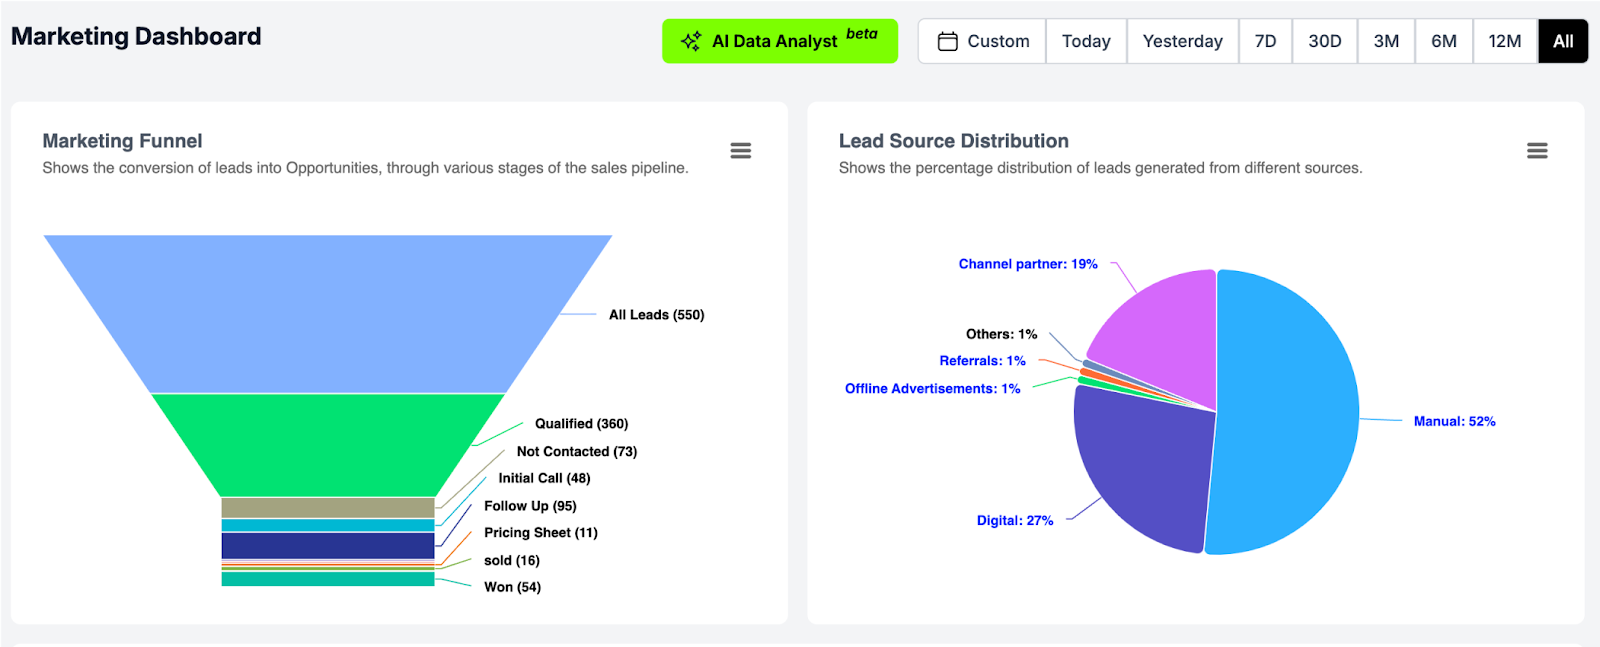 Marketing Dashboard
AI Data Analyst beta
Custom
Today
Yesterday
7D
30D
3M
6M
12M
All
Marketing Funnel
Shows the conversion of leads into Opportunities, through various stages of the sales pipeline.
All Leads (550)
Qualified (360)
Not Contacted (73)
Initial Call (48)
Follow Up (95)
Pricing Sheet (11)
sold (16)
Won (54)
Lead Source Distribution
Shows the percentage distribution of leads generated from different sources.
Channel partner: 19%
Others: 1%
Referrals: 1%
Offline Advertisements: 1%
Manual: 52%
Digital: 27%